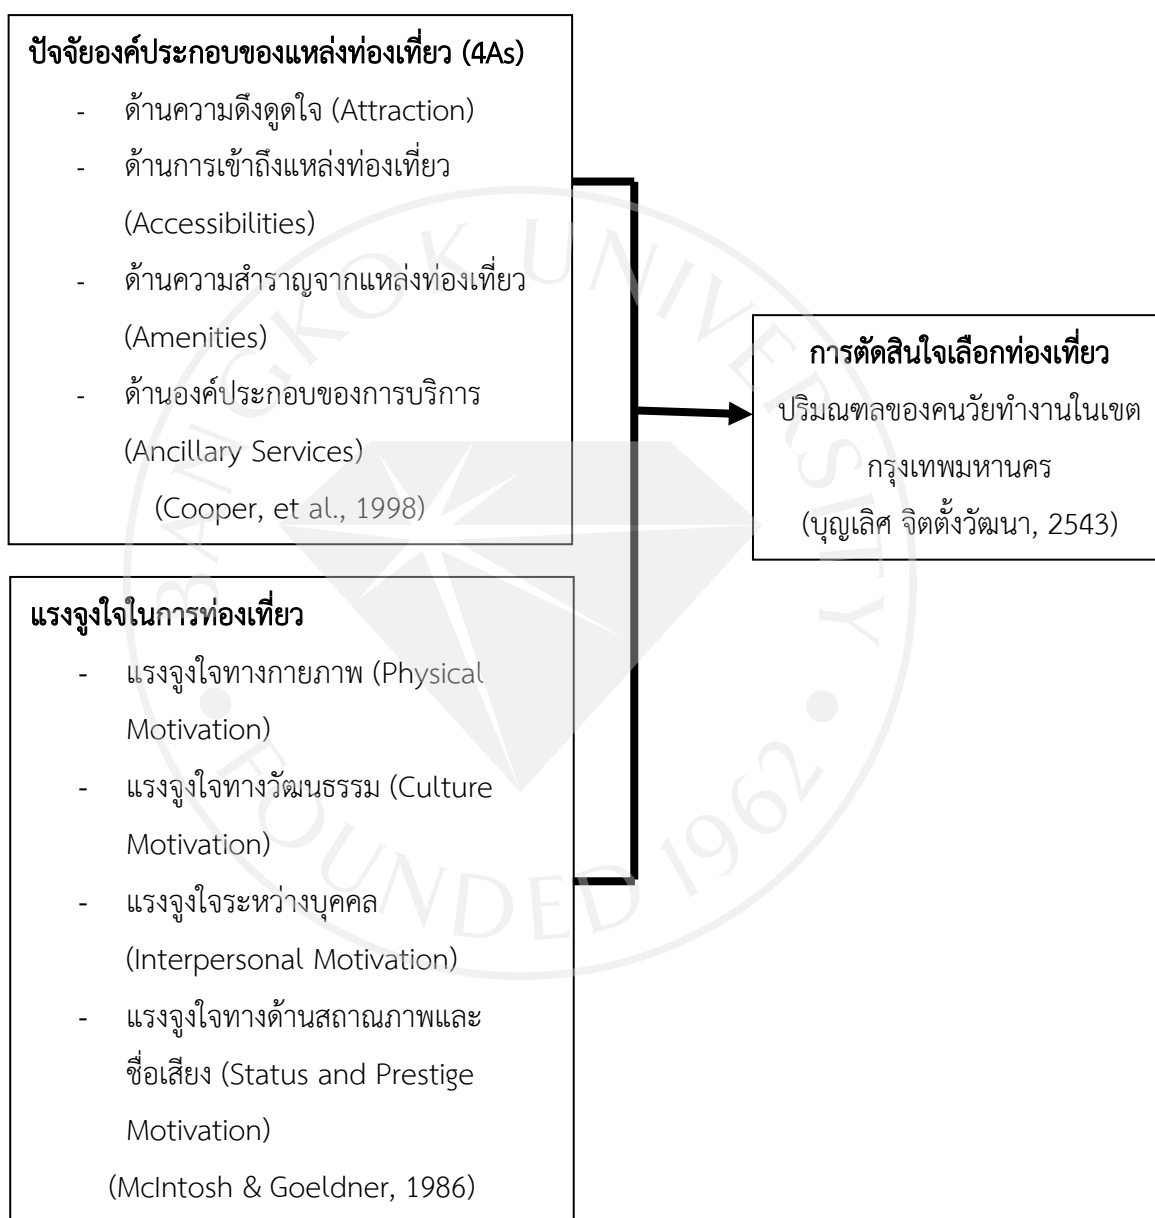 ปัจจัยองค์ประกอบของแหล่งท่องเที่ยว (4As)
- ด้านความดึงดูดใจ (Attraction)
- ด้านการเข้าถึงแหล่งท่องเที่ยว
(Accessibilities)
- ด้านความสำราญจากแหล่งท่องเที่ยว
(Amenities)
- ด้านองค์ประกอบของการบริการ
(Ancillary Services)
(Cooper, et al., 1998)
แรงจูงใจในการท่องเที่ยว
- แรงจูงใจทางกายภาพ (Physical
Motivation)
- แรงจูงใจทางวัฒนธรรม (Culture
Motivation)
- แรงจูงใจระหว่างบุคคล
(Interpersonal Motivation)
- แรงจูงใจทางด้านสถาณภาพและ
ชื่อเสียง (Status and Prestige
Motivation)
(McIntosh & Goeldner, 1986)
การตัดสินใจเลือกท่องเที่ยว
ปริมณฑลของคนวัยทำงานในเขต
กรุงเทพมหานคร
(บุญเลิศ จิตตั้งวัฒนา, 2543)
BANGKOK UNIVERSITY
FOUNDED 1962